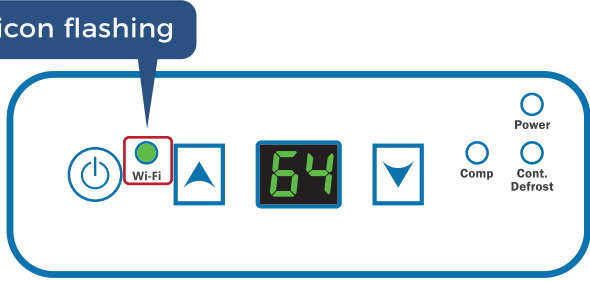 icon flashing
Power
Wi-Fi
64
Comp
Cont.
Defrost